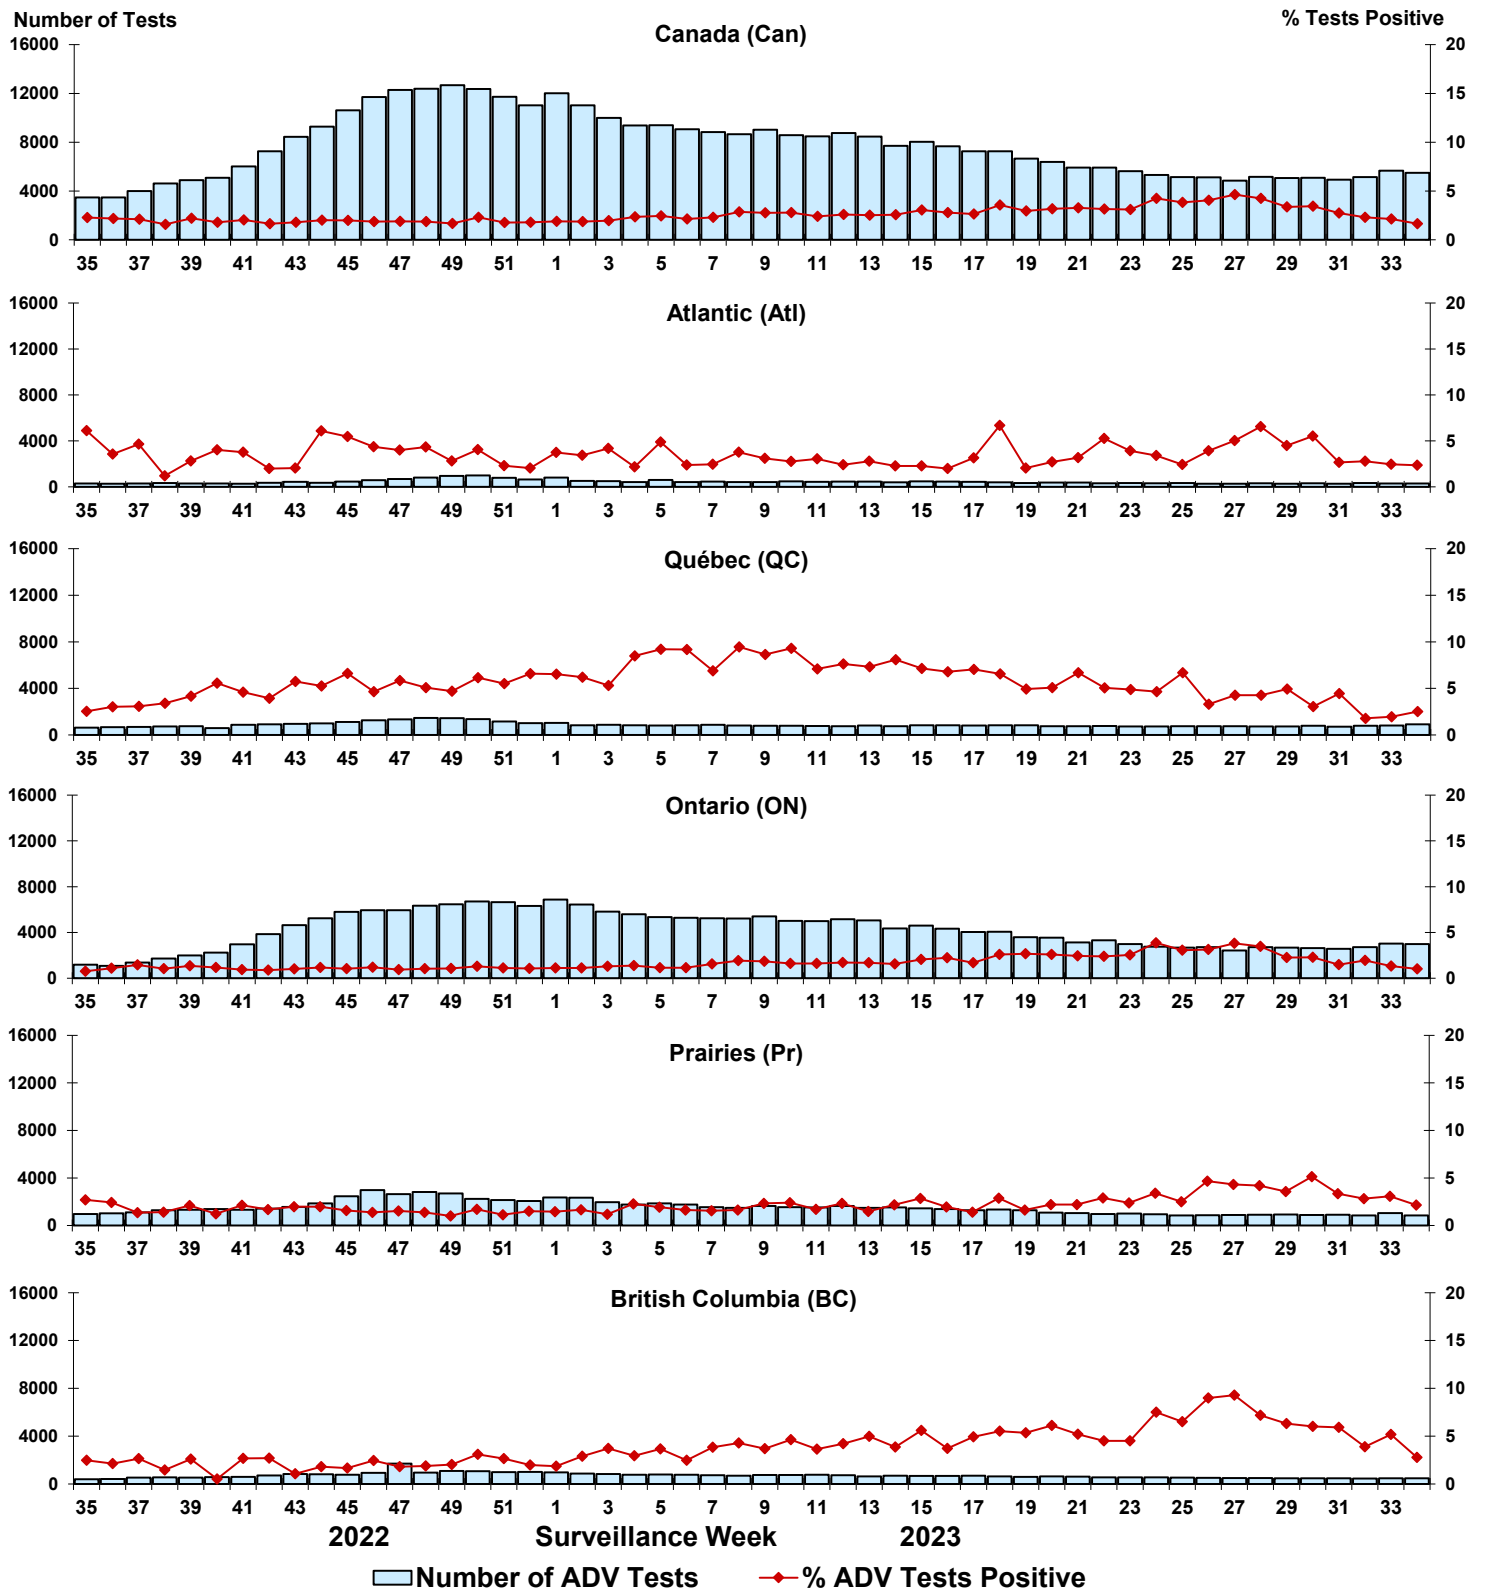 Number of Tests % Tests Positive
Canada (Can)
16000 20
12000 15
8000 10
4000 5
0 0
35 37 39 41 43 45 47 49 51 1 3 5 7 9 11 13 15 17 19 21 23 25 27 29 31 33
Atlantic (Atl)
16000 20
12000 15
8000 10
4000 5
0 0
35 37 39 41 43 45 47 49 51 1 3 5 7 9 11 13 15 17 19 21 23 25 27 29 31 33
Québec (QC)
16000 20
12000 15
8000 10
4000 5
0 0
35 37 39 41 43 45 47 49 51 1 3 5 7 9 11 13 15 17 19 21 23 25 27 29 31 33
Ontario (ON)
16000 20
12000 15
8000 10
4000 5
0 0
35 37 39 41 43 45 47 49 51 1 3 5 7 9 11 13 15 17 19 21 23 25 27 29 31 33
Prairies (Pr)
16000 20
12000 15
8000 10
4000 5
0 0
35 37 39 41 43 45 47 49 51 1 3 5 7 9 11 13 15 17 19 21 23 25 27 29 31 33
British Columbia (BC)
16000 20
12000 15
8000 10
4000 5
0 0
35 37 39 41 43 45 47 49 51 1 3 5 7 9 11 13 15 17 19 21 23 25 27 29 31 33
2022 Surveillance Week 2023
Number of ADV Tests % ADV Tests Positive